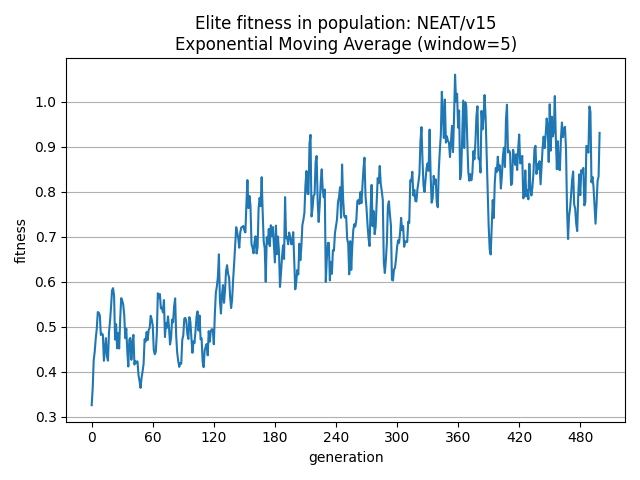 Elite fitness in population: NEAT/v15
Exponential Moving Average (window=5)
fitness
1.0
0.9
0.8
0.7
0.6
0.5
0.4
0.3
0 60 120 180 240 300 360 420 480
generation